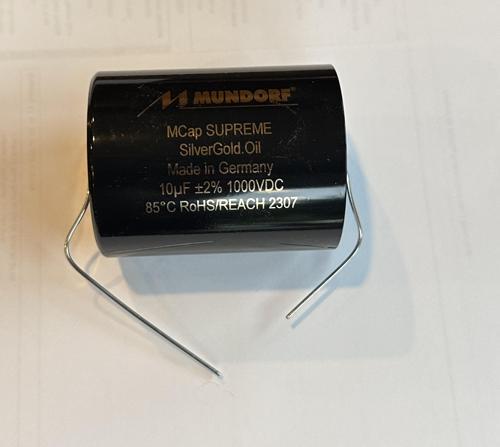 MUNDORF®
MCap SUPREME
SilverGold.Oil
Made in Germany
10µF ±2% 1000VDC
85°C RoHS/REACH 2307